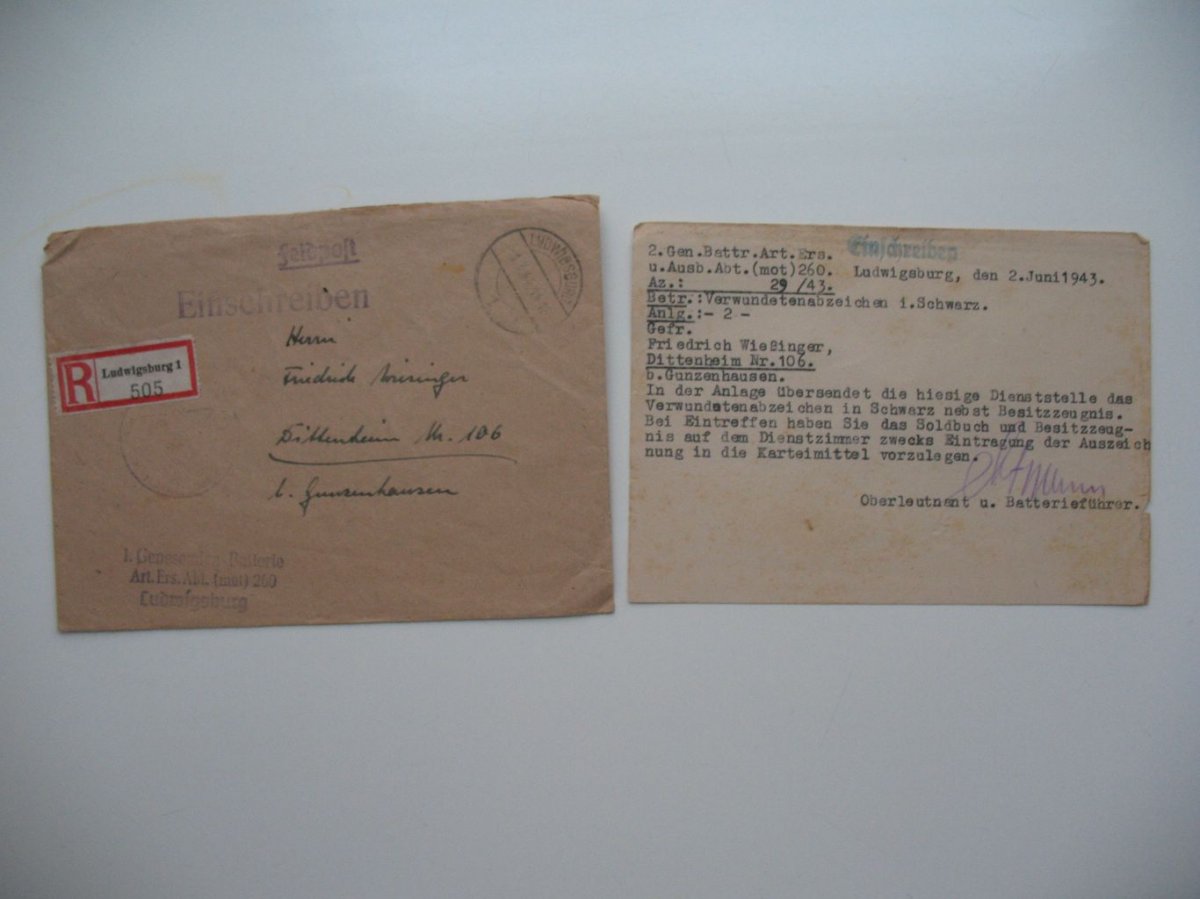 Feldpost
Einschreiben
Ludwigsburg
R Ludwigsburg 1
505
Herrn
Friedrich Wiesinger
Dittenheim Nr. 106
b. Gunzenhausen
Batterie
Art. Ers. Abt. (mot) 260
Ludwigsburg
Einschreiben
2.Gen.Battr.Art.Ers.
u.Ausb.Abt.(mot)260. Ludwigsburg, den 2.Juni1943.
Az.: 29/43.
Betr.:Verwundetenabzeichen i.Schwarz.
Anlg.:- 2 -
Gefr.
Friedrich Wießinger,
Dittenheim Nr.106.
b.Gunzenhausen.
In der Anlage übersendet die hiesige Dienststelle das
Verwundetenabzeichen in Schwarz nebst Besitzzeugnis.
Bei Eintreffen haben Sie das Soldbuch und Besitzzeug-
nis auf dem Dienstzimmer zwecks Eintragung der Auszeich
nung in die Karteimittel vorzulegen.
Oberleutnant u. Batterieführer.